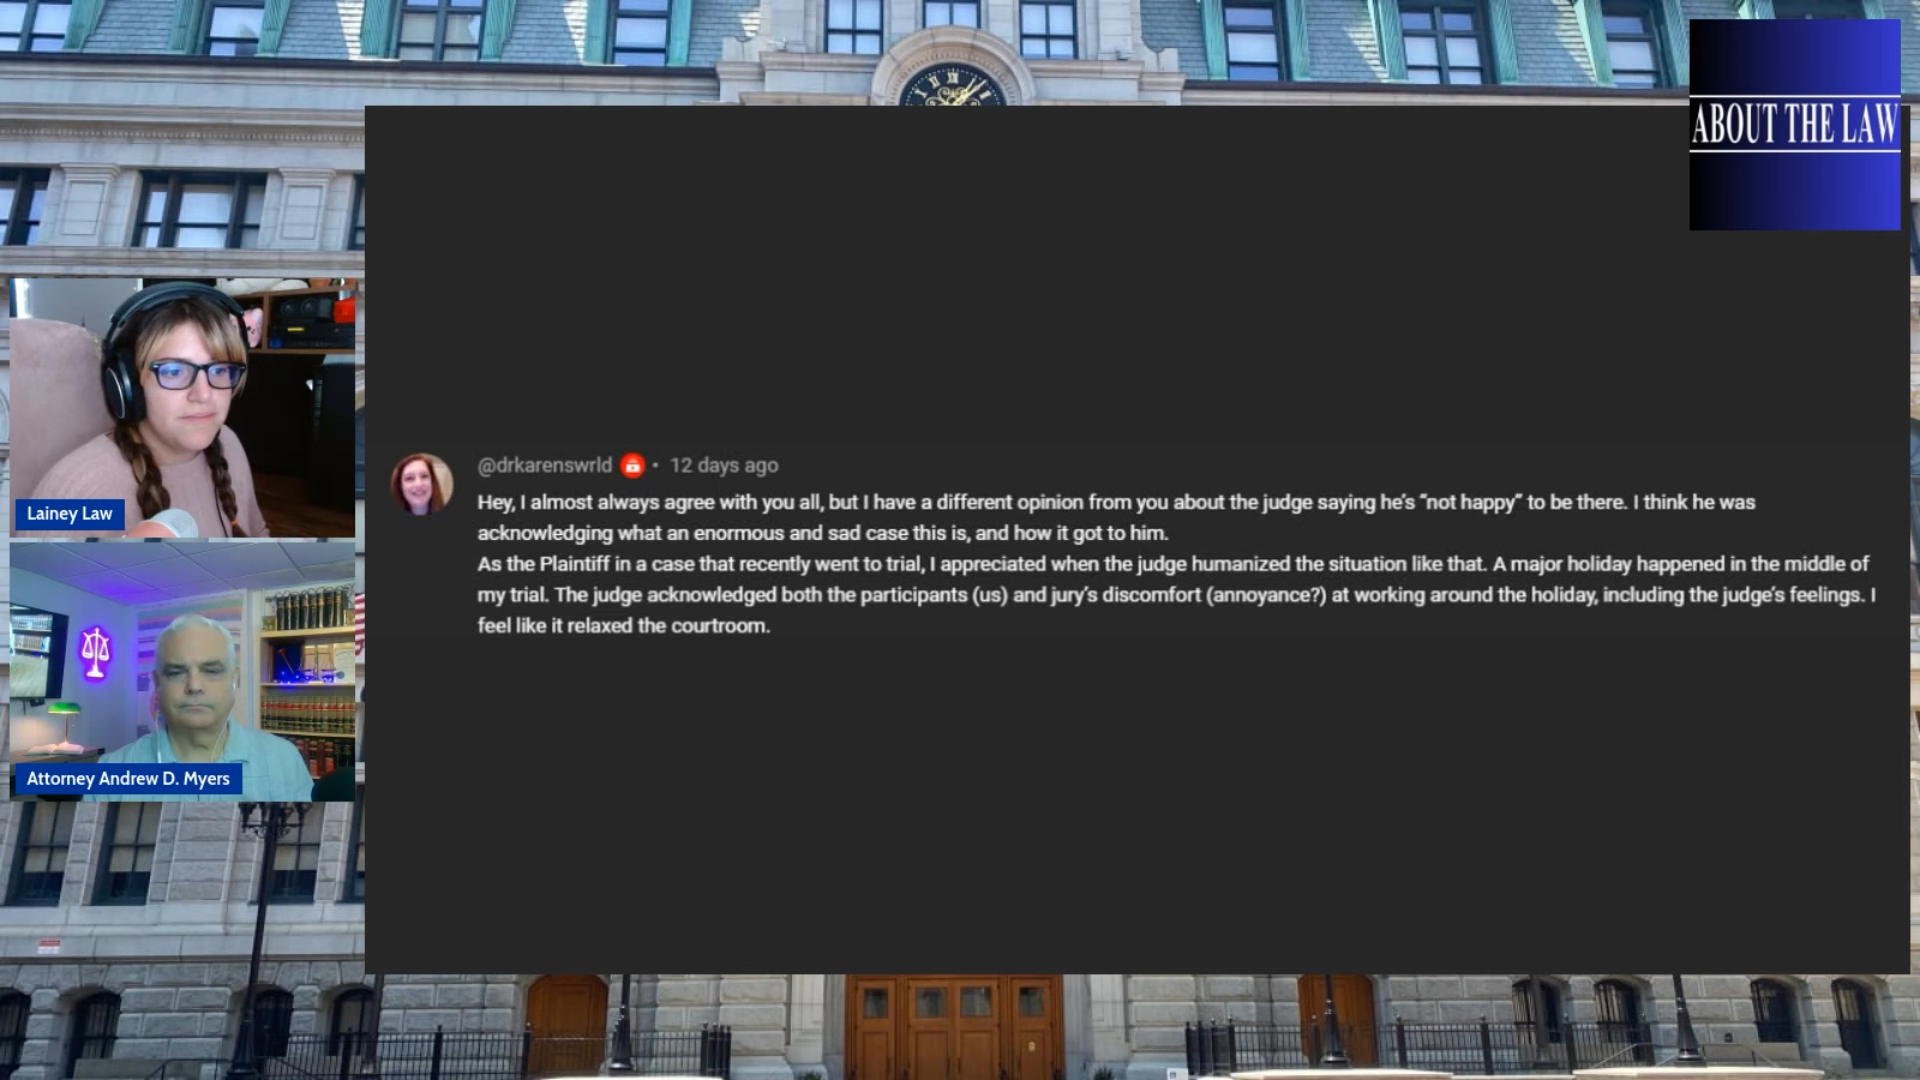 ABOUT THE LAW
@drkarenswrld • 12 days ago
Hey, I almost always agree with you all, but I have a different opinion from you about the judge saying he's “not happy” to be there. I think he was
acknowledging what an enormous and sad case this is, and how it got to him.
As the Plaintiff in a case that recently went to trial, I appreciated when the judge humanized the situation like that. A major holiday happened in the middle of
my trial. The judge acknowledged both the participants (us) and jury's discomfort (annoyance?) at working around the holiday, including the judge's feelings. I
feel like it relaxed the courtroom.
Lainey Law
Attorney Andrew D. Myers